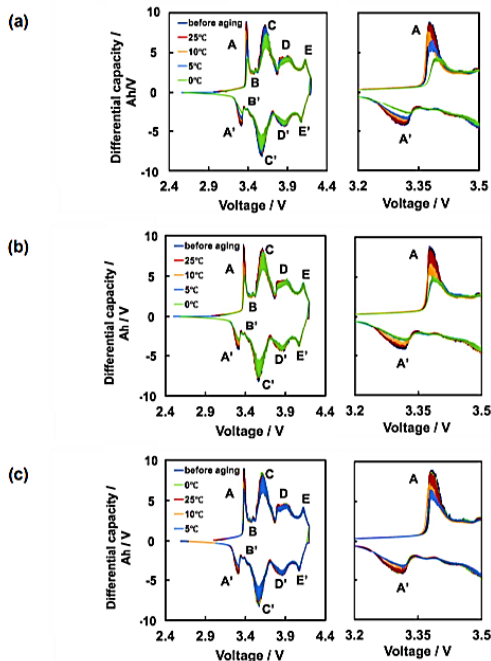 (a)
Differential capacity /
Ah/V
10
5
0
-5
-10
before aging
25℃
10℃
5℃
0℃
A
B
C
D
E
A'
B'
C'
D'
E'
2.4 2.9 3.4 3.9 4.4
Voltage / V
A
A'
3.2 3.35 3.5
Voltage / V
(b)
Differential capacity /
Ah / V
10
5
0
-5
-10
before aging
25℃
10℃
5℃
0℃
A
B
C
D
E
A'
B'
C'
D'
E'
2.4 2.9 3.4 3.9 4.4
Voltage / V
A
A'
3.2 3.35 3.5
Voltage / V
(c)
Differential capacity /
Ah / V
10
5
0
-5
-10
before aging
0℃
25℃
10℃
5℃
A
B
C
D
E
A'
B'
C'
D'
E'
2.4 2.9 3.4 3.9 4.4
Voltage / V
A
A'
3.2 3.35 3.5
Voltage / V